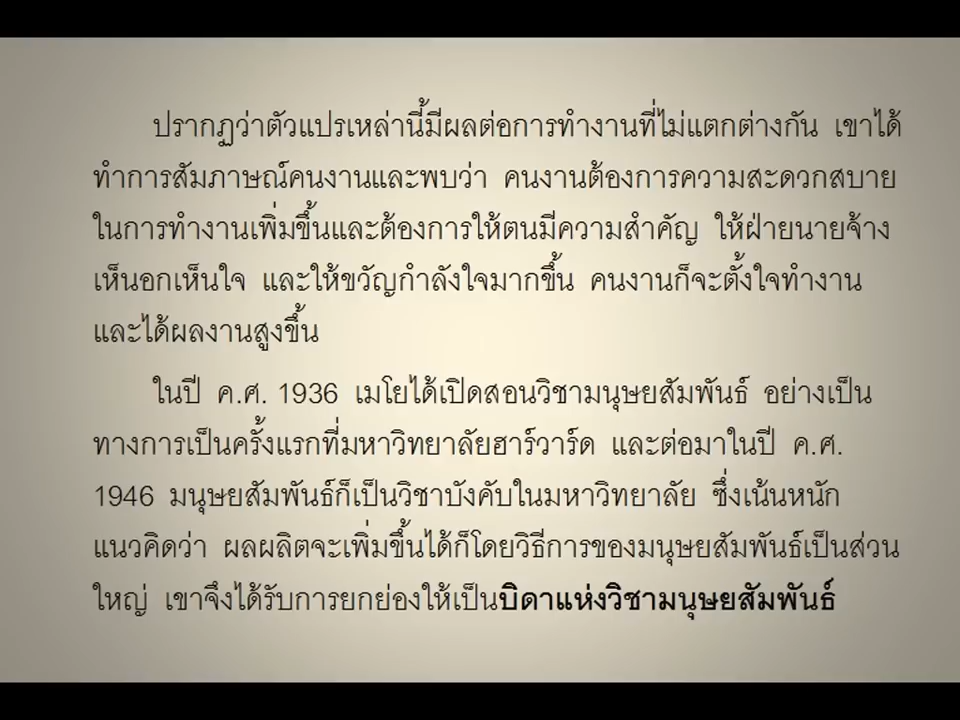 ปรากฏว่าตัวแปรเหล่านี้มีผลต่อการทำงานที่ไม่แตกต่างกัน เขาได้
ทำการสัมภาษณ์คนงานและพบว่า คนงานต้องการความสะดวกสบาย
ในการทำงานเพิ่มขึ้นและต้องการให้ตนมีความสำคัญ ให้ฝ่ายนายจ้าง
เห็นอกเห็นใจ และให้ขวัญกำลังใจมากขึ้น คนงานก็จะตั้งใจทำงาน
และได้ผลงานสูงขึ้น
ในปี ค.ศ. 1936 เมโยได้เปิดสอนวิชามนุษยสัมพันธ์ อย่างเป็น
ทางการเป็นครั้งแรกที่มหาวิทยาลัยฮาร์วาร์ด และต่อมาในปี ค.ศ.
1946 มนุษยสัมพันธ์ก็เป็นวิชาบังคับในมหาวิทยาลัย ซึ่งเน้นหนัก
แนวคิดว่า ผลผลิตจะเพิ่มขึ้นได้ก็โดยวิธีการของมนุษยสัมพันธ์เป็นส่วน
ใหญ่ เขาจึงได้รับการยกย่องให้เป็นบิดาแห่งวิชามนุษยสัมพันธ์